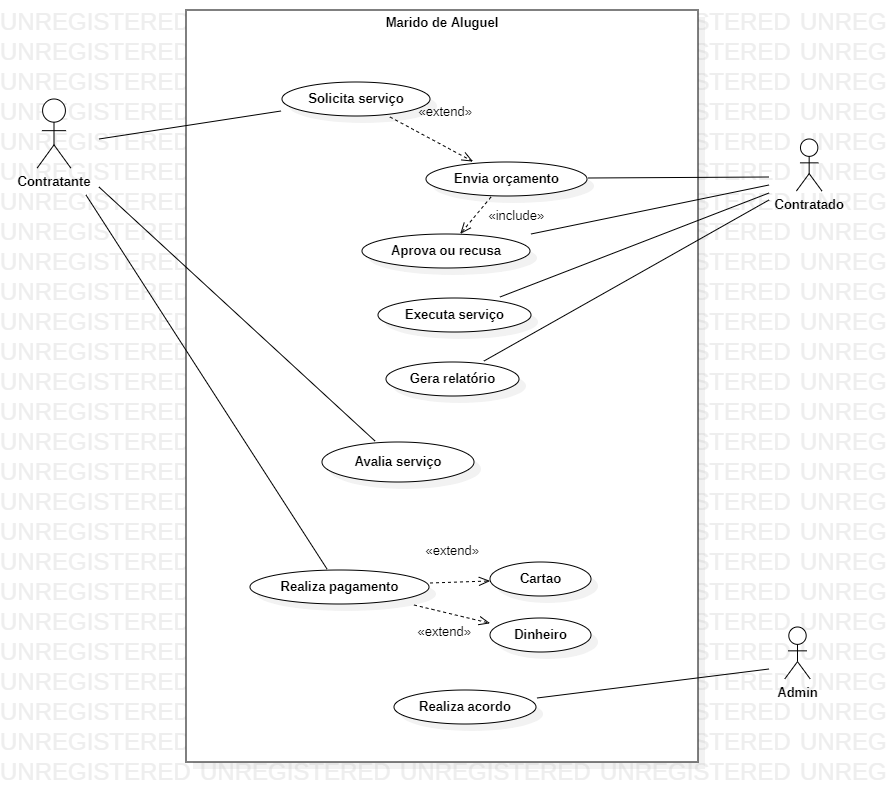 Marido de Aluguel
Solicita serviço
«extend»
Contratante
Envia orçamento
Contratado
«include»
Aprova ou recusa
Executa serviço
Gera relatório
Avalia serviço
«extend»
Realiza pagamento
Cartao
«extend»
Dinheiro
Realiza acordo
Admin
UNREGISTERED UNREGISTERED UNREGISTERED UNREGISTERED UNREG